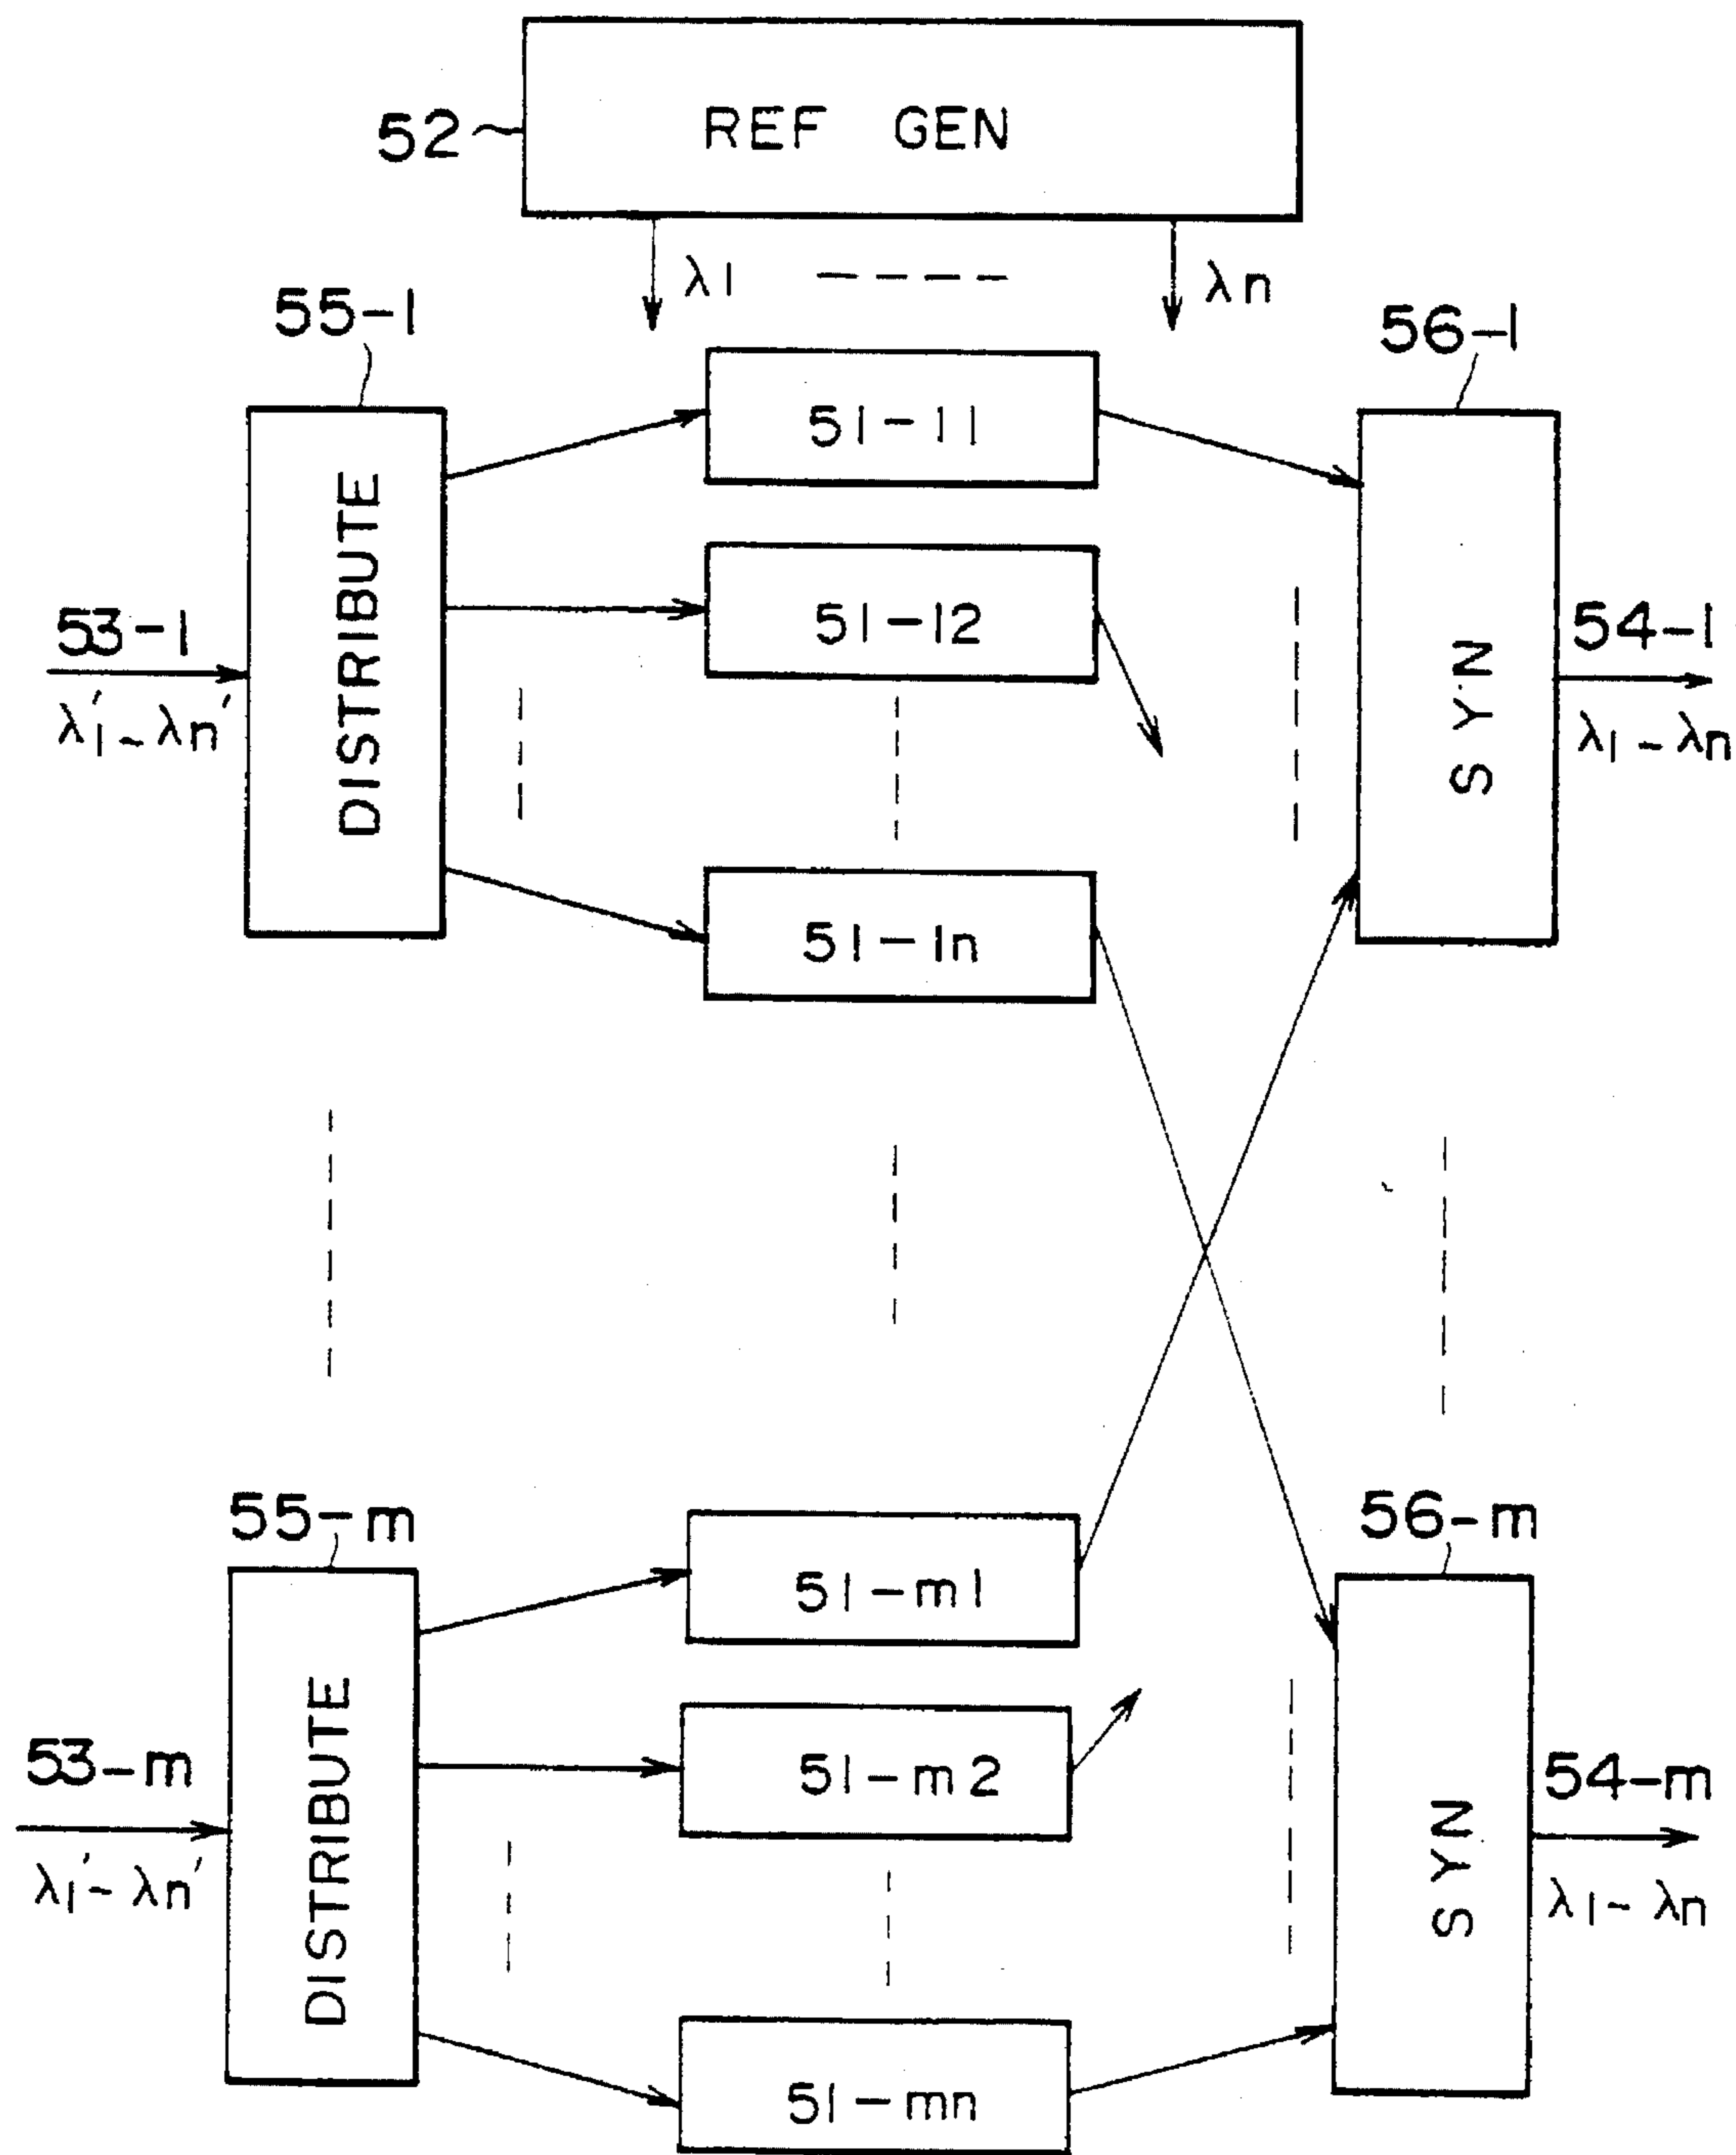 REF GEN
52
λ1
λn
55-1
56-1
51-11
DISTRIBUTE
SYN
51-12
53-1
λ1'-λn'
54-1
λ1-λn
51-1n
55-m
56-m
51-m1
DISTRIBUTE
SYN
51-m2
53-m
λ1'-λn'
54-m
λ1-λn
51-mn